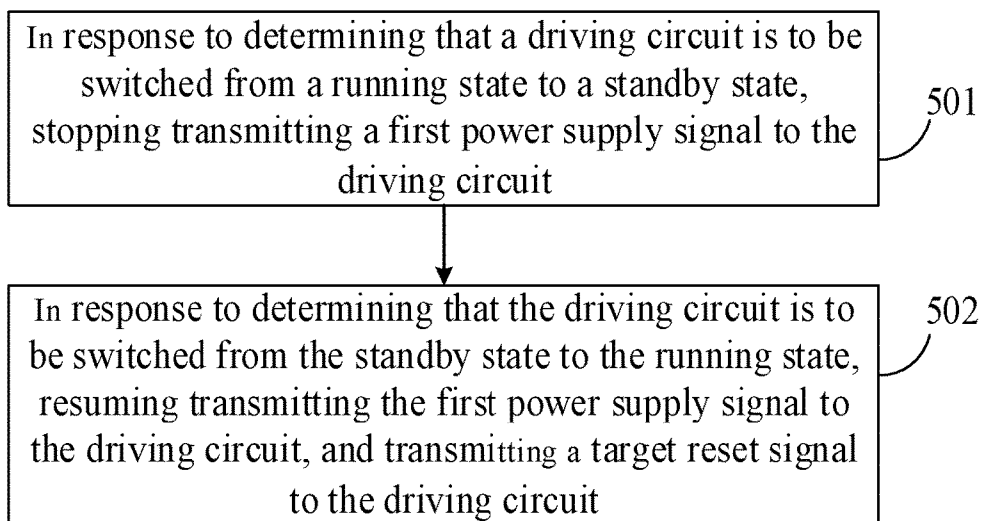 In response to determining that a driving circuit is to be
switched from a running state to a standby state,
stopping transmitting a first power supply signal to the
driving circuit
501
In response to determining that the driving circuit is to
be switched from the standby state to the running state,
resuming transmitting the first power supply signal to
the driving circuit, and transmitting a target reset signal
to the driving circuit
502